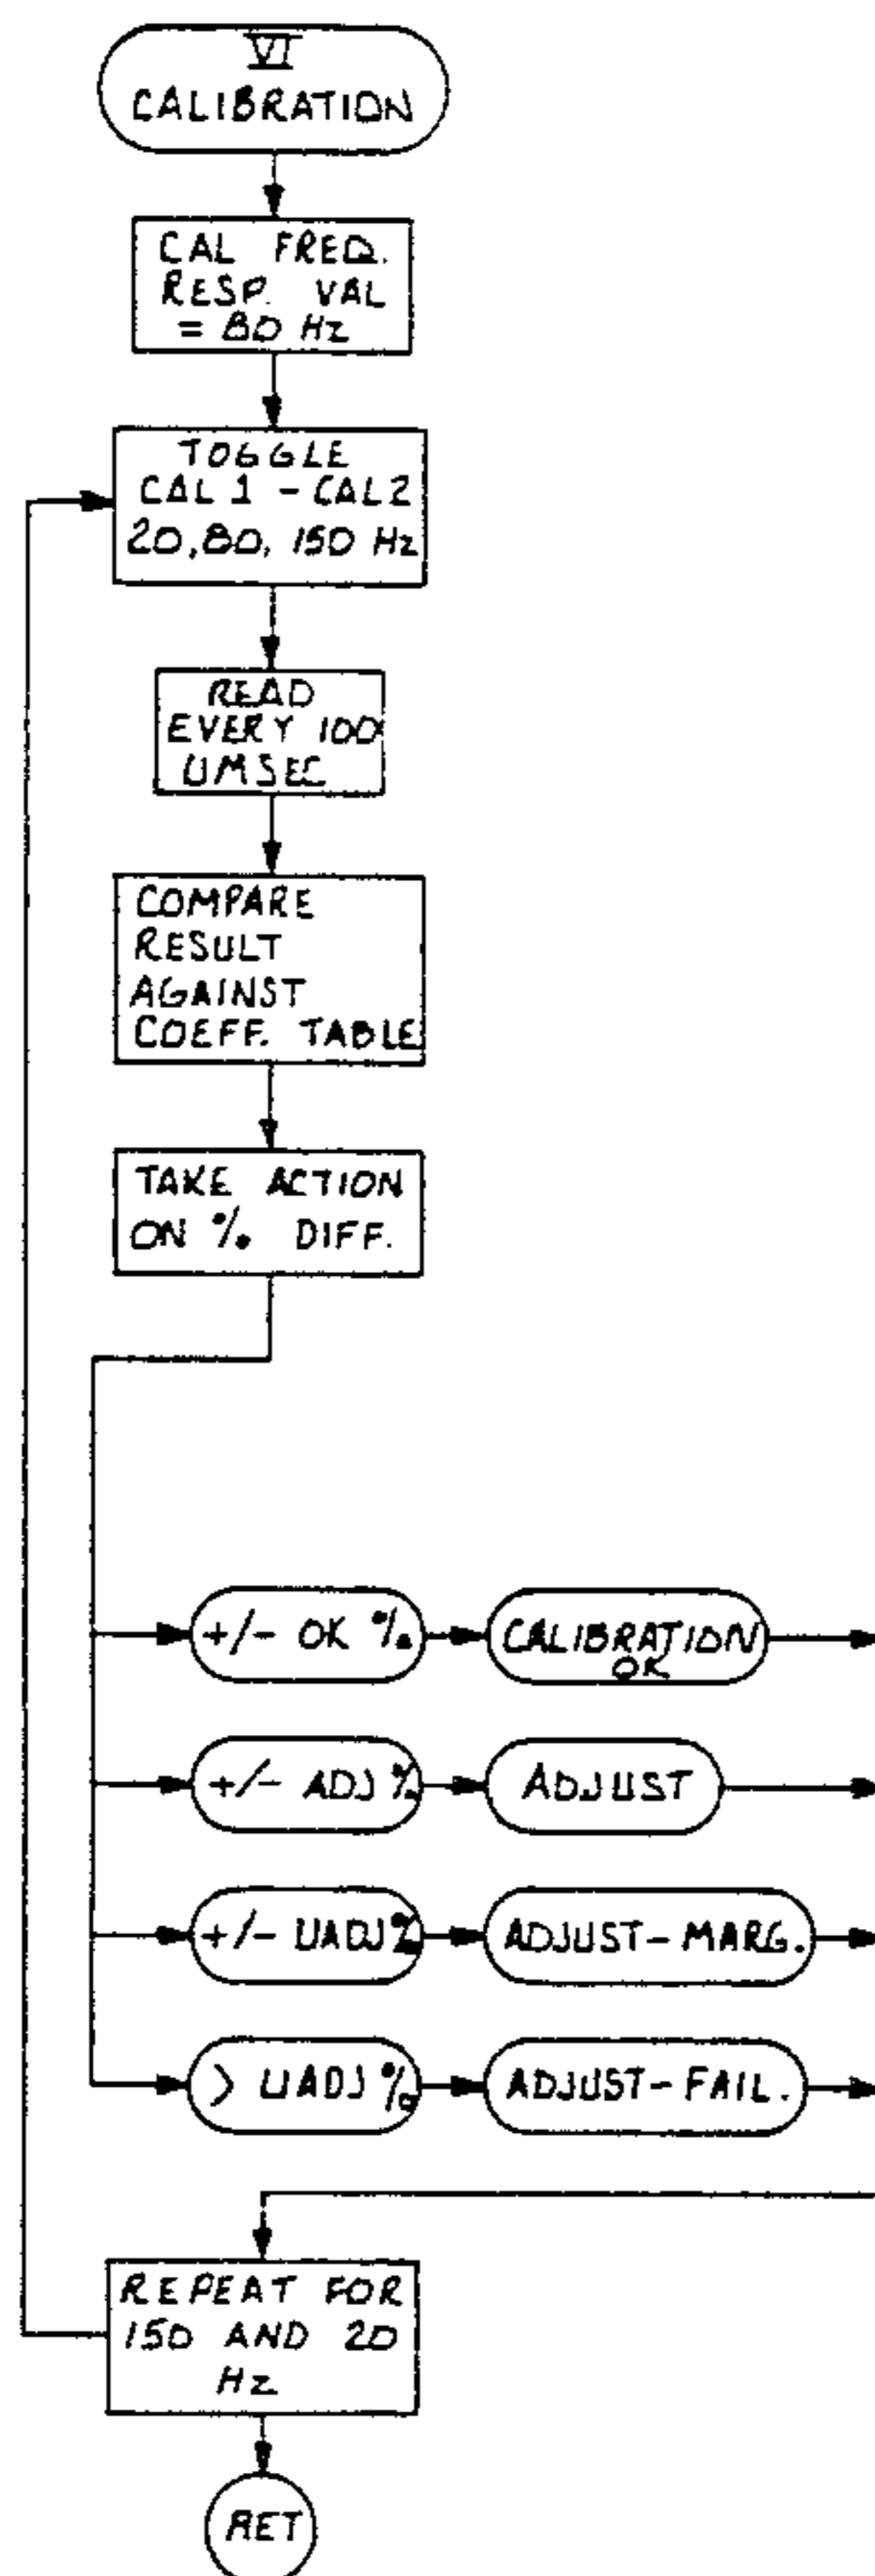 VI
CALIBRATION
CAL FREQ.
RESP. VAL
= 80 Hz
TOGGLE
CAL 1 - CAL 2
20, 80, 150 Hz
READ
EVERY 100
UMSEC
COMPARE
RESULT
AGAINST
COEFF. TABLE
TAKE ACTION
ON % DIFF.
+/- OK %
CALIBRATION
OK
+/- ADJ %
ADJUST
+/- UADJ %
ADJUST-MARG.
> UADJ %
ADJUST-FAIL.
REPEAT FOR
150 AND 20
Hz
RET